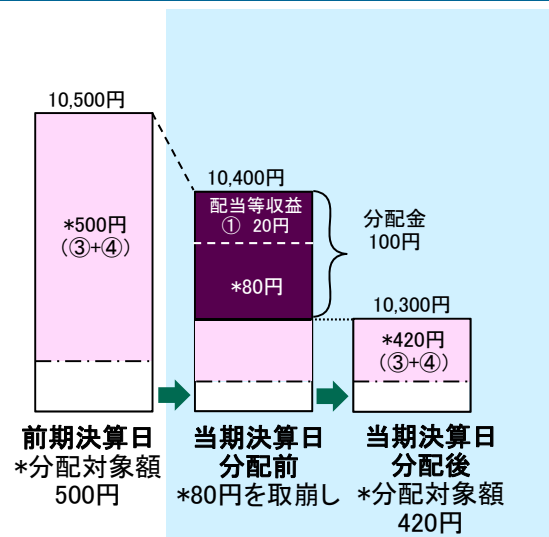 10,500円
*500円
(③+④)
10,400円
配当等収益
① 20円
*80円
分配金
100円
10,300円
*420円
(③+④)
前期決算日
*分配対象額
500円
当期決算日
分配前
*80円を取崩し
当期決算日
分配後
*分配対象額
420円